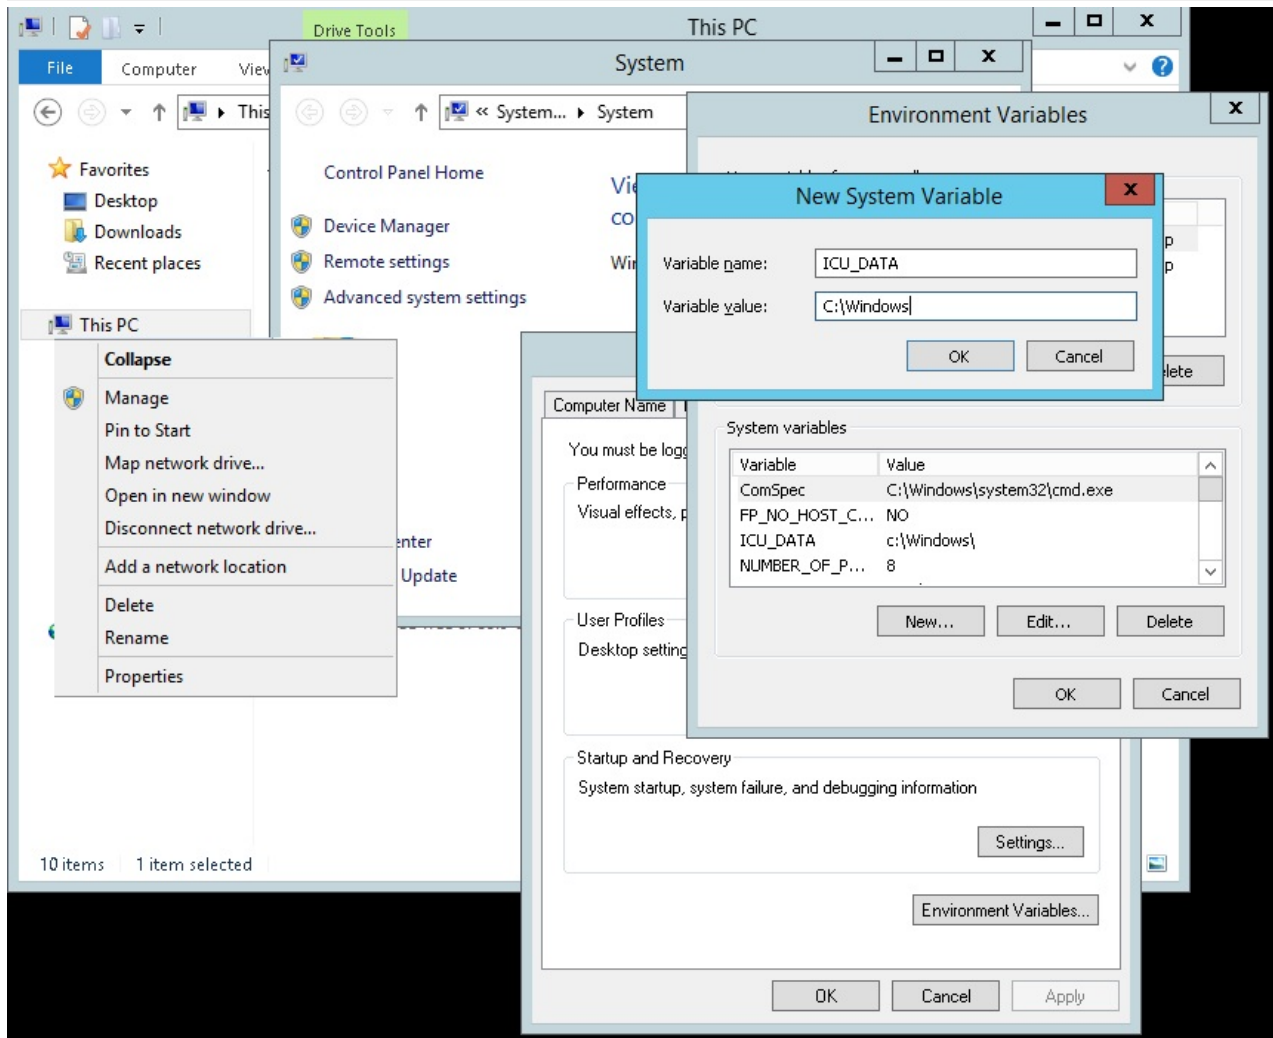 Drive Tools
This PC
File
Computer
View
This
Favorites
Desktop
Downloads
Recent places
This PC
Collapse
Manage
Pin to Start
Map network drive...
Open in new window
Disconnect network drive...
Add a network location
Delete
Rename
Properties
10 items
1 item selected
System
« System... ▸ System
Control Panel Home
Device Manager
Remote settings
Advanced system settings
Update
Computer Name
You must be logg
Performance
Visual effects, p
User Profiles
Desktop setting
Startup and Recovery
System startup, system failure, and debugging information
Settings...
Environment Variables...
OK
Cancel
Apply
Environment Variables
System variables
Variable Value
ComSpec C:\Windows\system32\cmd.exe
FP_NO_HOST_C... NO
ICU_DATA c:\Windows\
NUMBER_OF_P... 8
New...
Edit...
Delete
OK
Cancel
New System Variable
Variable name: ICU_DATA
Variable value: C:\Windows
OK
Cancel